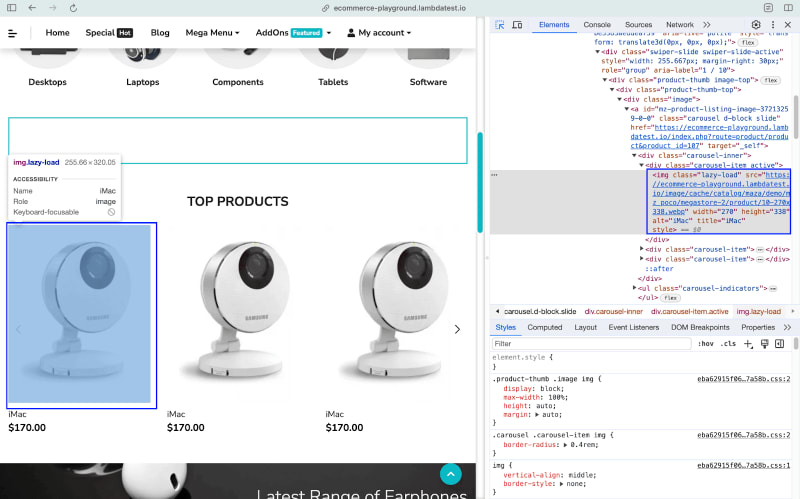 ecommerce-playground.lambdatest.io
Home Special Hot Blog Mega Menu AddOns Featured My account
Desktops Laptops Components Tablets Software
img.lazy-load 255.66 × 320.05
ACCESSIBILITY
Name iMac
Role image
Keyboard-focusable
TOP PRODUCTS
SAMSUNG SAMSUNG SAMSUNG
iMac iMac iMac
$170.00 $170.00 $170.00
Latest Range of Earphones
Elements Console Sources Network
form: translate3d(0px, 0px, 0px);"> flex
<div class="swiper-slide swiper-slide-active"
style="width: 255.667px; margin-right: 30px;"
role="group" aria-label="1 / 10">
<div class="product-thumb image-top"> flex
<div class="product-thumb-top">
<div class="image">
<a id="mz-product-listing-image-3721325
9-0-0" class="carousel d-block slide"
href="https://ecommerce-playground.lamb
datest.io/index.php?route=product/produ
ct&product_id=107" target="_self">
<div class="carousel-inner">
<div class="carousel-item active">
<img class="lazy-load" src="https:
//ecommerce-playground.lambdatest.
io/image/cache/catalog/maza/demo/m
z_poco/megastore-2/product/10-270x
338.webp" width="270" height="338"
alt="iMac" title="iMac"
style> == $0
</div>
<div class="carousel-item"> ⋯ </div>
<div class="carousel-item"> ⋯ </div>
::after
</div>
<ul class="carousel-indicators"> ⋯
</ul> flex
carousel.d-block.slide div.carousel-inner div.carousel-item.active img.lazy-load
Styles Computed Layout Event Listeners DOM Breakpoints Properties
Filter :hov .cls
element.style {
}
.product-thumb .image img { eba62915f06…7a58b.css:2
display: block;
max-width: 100%;
height: auto;
margin: auto;
}
.carousel .carousel-item img { eba62915f06…7a58b.css:2
border-radius: 0.4rem;
}
img { eba62915f06…7a58b.css:1
vertical-align: middle;
border-style: none;